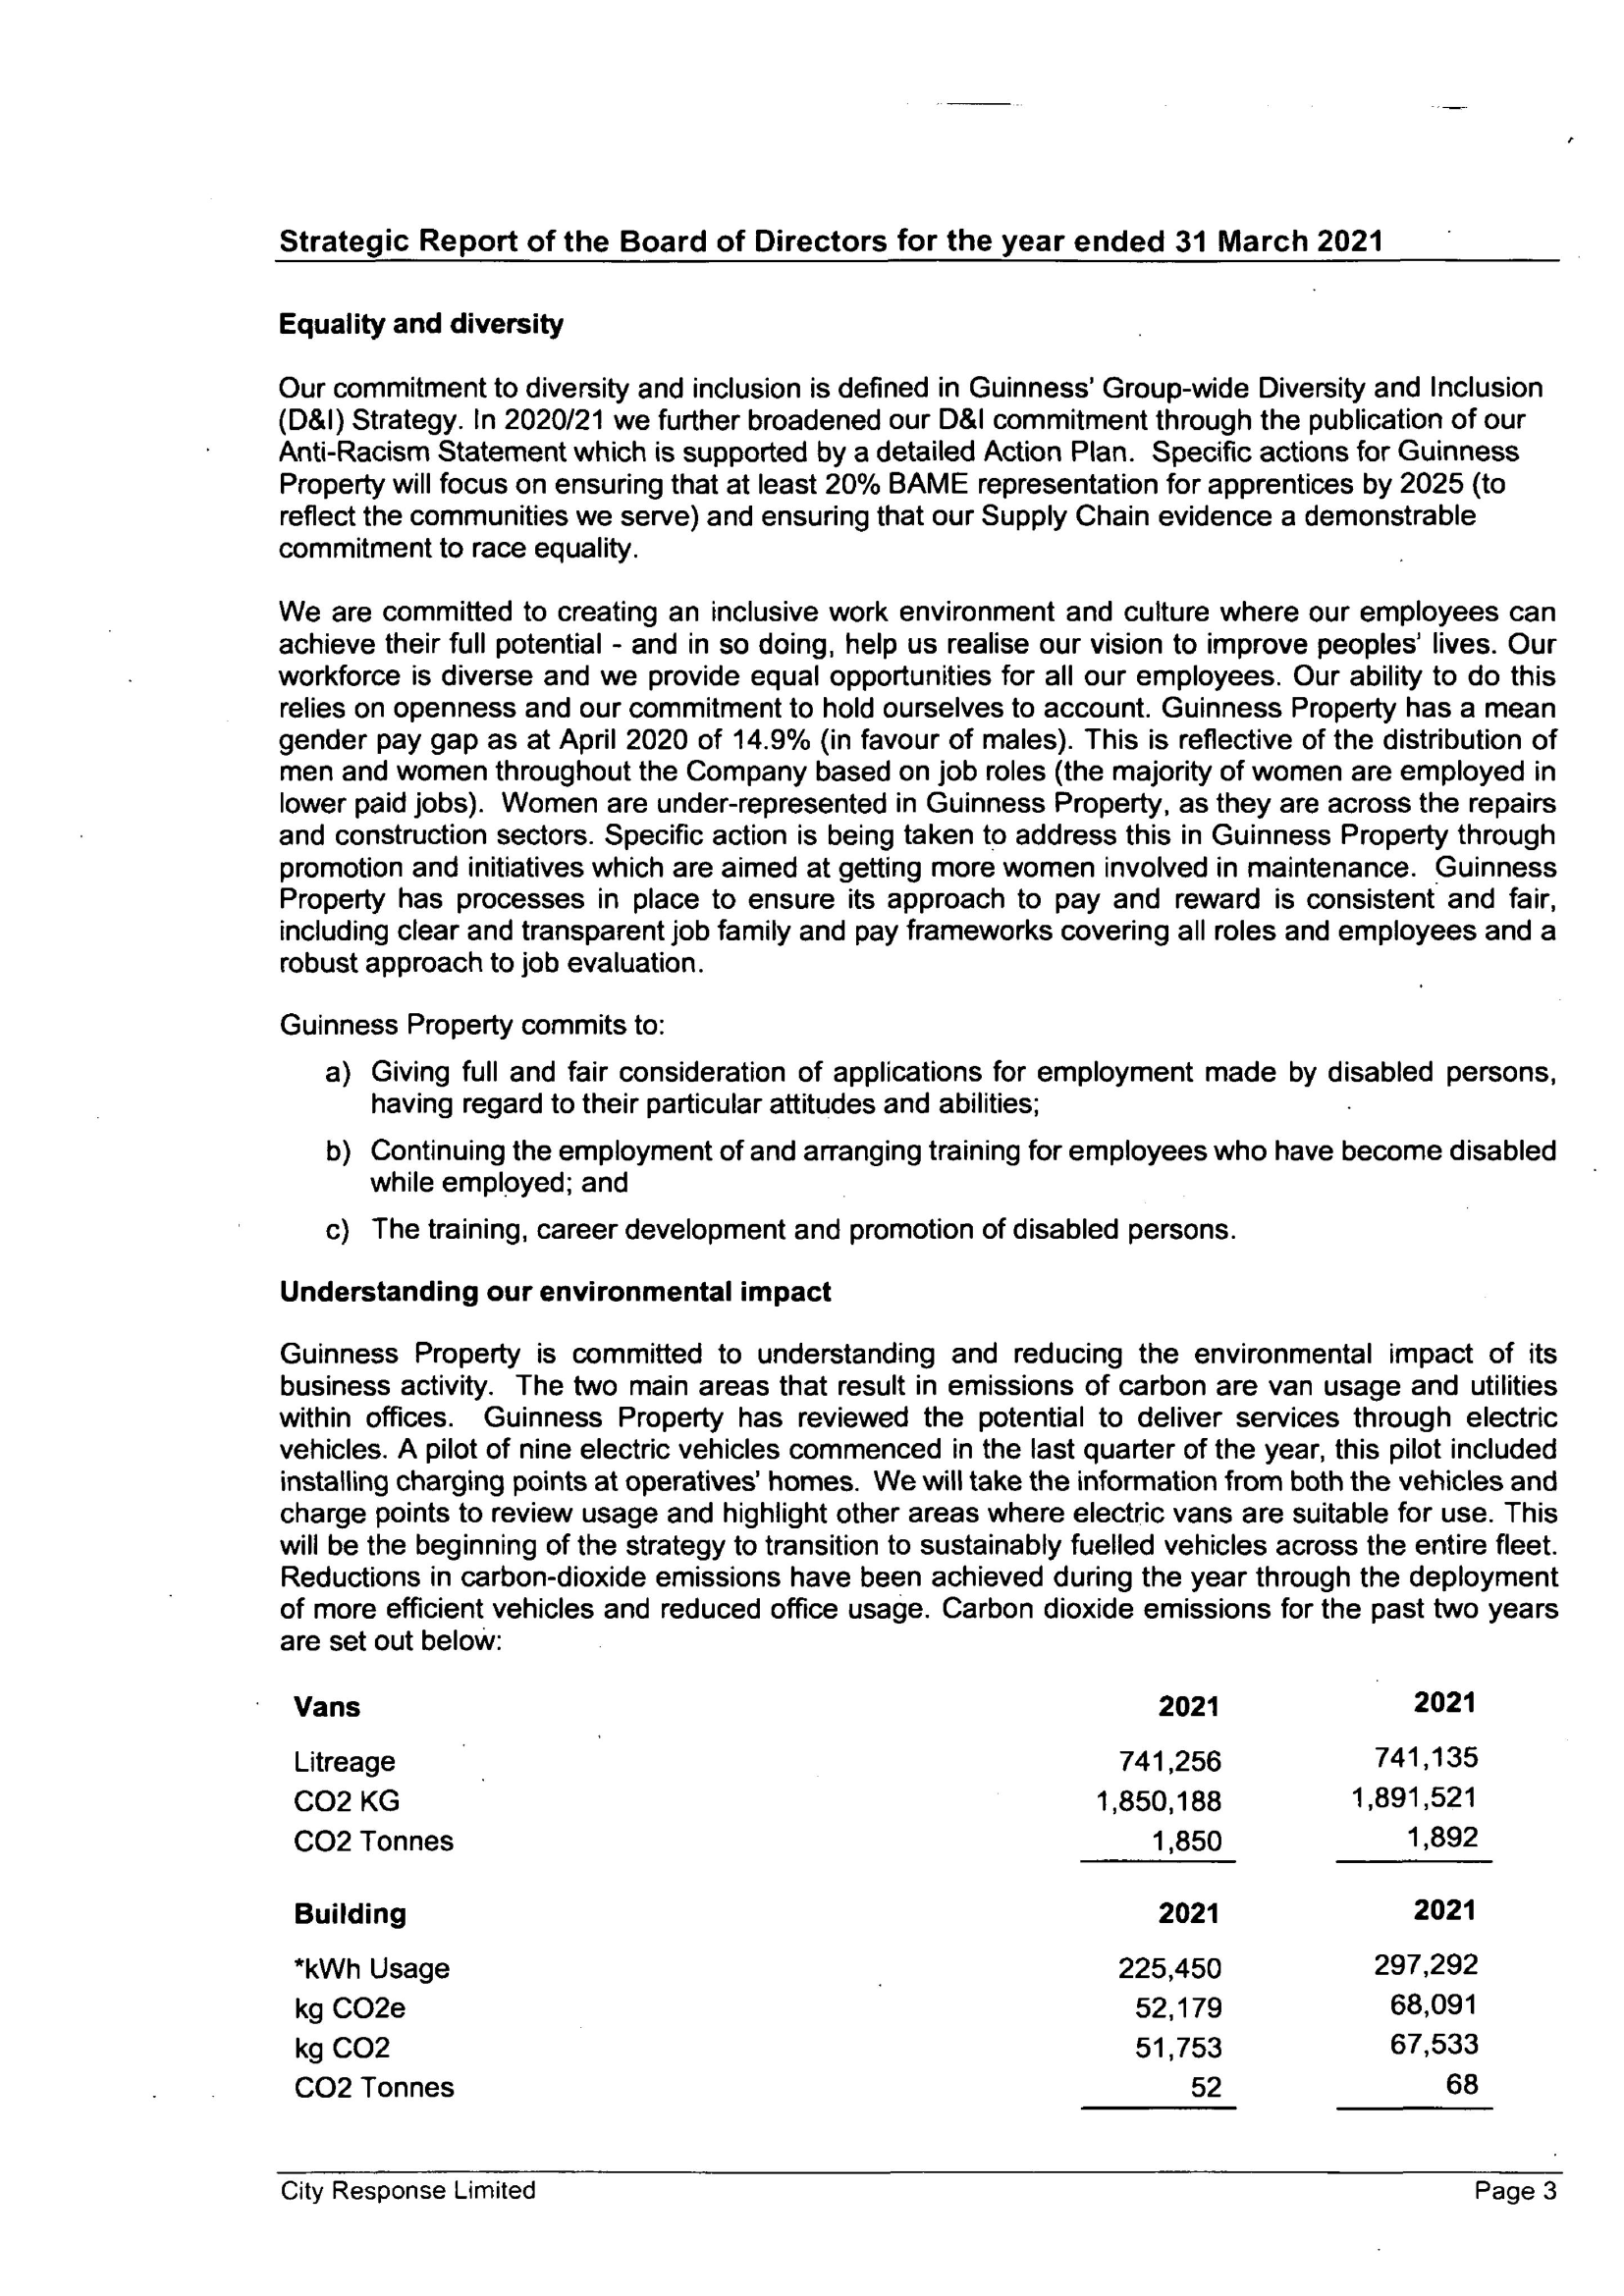 Strategic Report of the Board of Directors for the year ended 31 March 2021
Equality and diversity
Our commitment to diversity and inclusion is defined in Guinness' Group-wide Diversity and Inclusion
(D&I) Strategy. In 2020/21 we further broadened our D&I commitment through the publication of our
Anti-Racism Statement which is supported by a detailed Action Plan. Specific actions for Guinness
Property will focus on ensuring that at least 20% BAME representation for apprentices by 2025 (to
reflect the communities we serve) and ensuring that our Supply Chain evidence a demonstrable
commitment to race equality.
We are committed to creating an inclusive work environment and culture where our employees can
achieve their full potential - and in so doing, help us realise our vision to improve peoples' lives. Our
workforce is diverse and we provide equal opportunities for all our employees. Our ability to do this
relies on openness and our commitment to hold ourselves to account. Guinness Property has a mean
gender pay gap as at April 2020 of 14.9% (in favour of males). This is reflective of the distribution of
men and women throughout the Company based on job roles (the majority of women are employed in
lower paid jobs). Women are under-represented in Guinness Property, as they are across the repairs
and construction sectors. Specific action is being taken to address this in Guinness Property through
promotion and initiatives which are aimed at getting more women involved in maintenance. Guinness
Property has processes in place to ensure its approach to pay and reward is consistent and fair,
including clear and transparent job family and pay frameworks covering all roles and employees and a
robust approach to job evaluation.
Guinness Property commits to:
a) Giving full and fair consideration of applications for employment made by disabled persons,
having regard to their particular attitudes and abilities;
b) Continuing the employment of and arranging training for employees who have become disabled
while employed; and
c) The training, career development and promotion of disabled persons.
Understanding our environmental impact
Guinness Property is committed to understanding and reducing the environmental impact of its
business activity. The two main areas that result in emissions of carbon are van usage and utilities
within offices. Guinness Property has reviewed the potential to deliver services through electric
vehicles. A pilot of nine electric vehicles commenced in the last quarter of the year, this pilot included
installing charging points at operatives' homes. We will take the information from both the vehicles and
charge points to review usage and highlight other areas where electric vans are suitable for use. This
will be the beginning of the strategy to transition to sustainably fuelled vehicles across the entire fleet.
Reductions in carbon-dioxide emissions have been achieved during the year through the deployment
of more efficient vehicles and reduced office usage. Carbon dioxide emissions for the past two years
are set out below:
Vans 2021 2021
Litreage 741,256 741,135
CO2 KG 1,850,188 1,891,521
CO2 Tonnes 1,850 1,892
Building 2021 2021
*kWh Usage 225,450 297,292
kg CO2e 52,179 68,091
kg CO2 51,753 67,533
CO2 Tonnes 52 68
City Response Limited Page 3